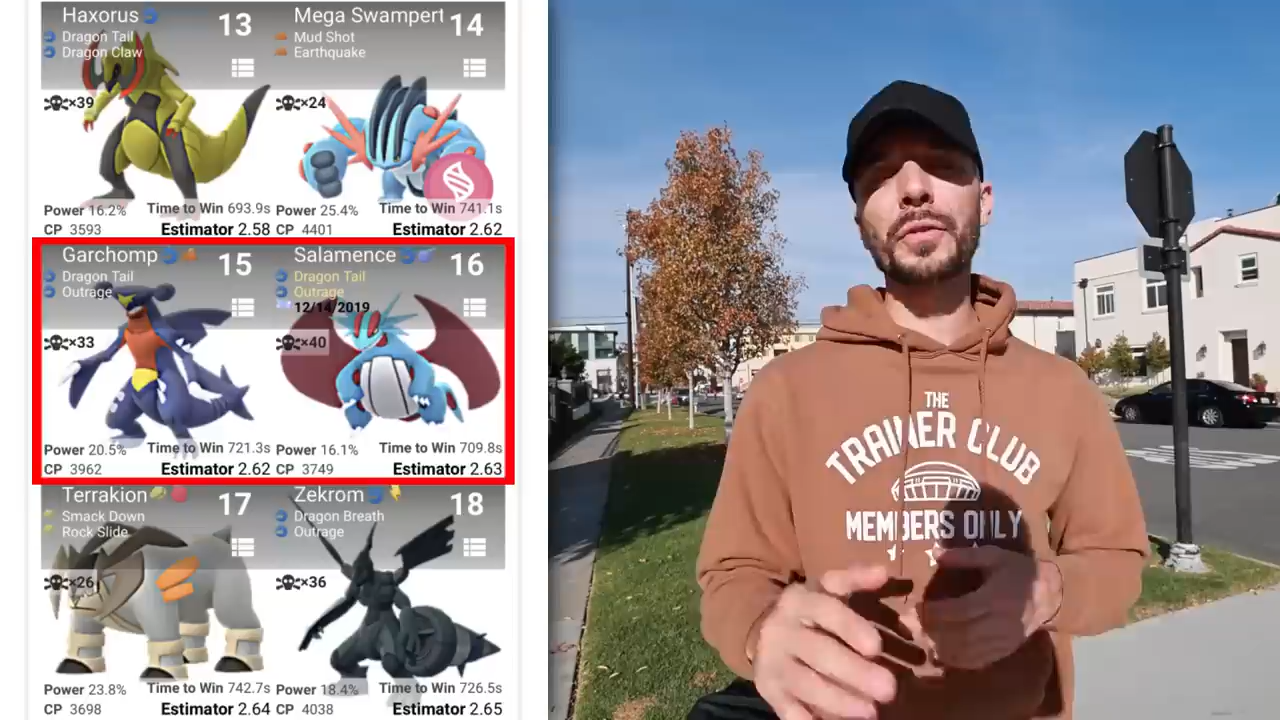 Haxorus
13
Dragon Tail
Dragon Claw
×39
Power 16.2%
Time to Win 693.9s
CP 3593
Estimator 2.58
Mega Swampert
14
Mud Shot
Earthquake
×24
Power 25.4%
Time to Win 741.1s
CP 4401
Estimator 2.62
Garchomp
15
Dragon Tail
Outrage
×33
Power 20.5%
Time to Win 721.3s
CP 3962
Estimator 2.62
Salamence
16
Dragon Tail
Outrage
12/14/2019
×40
Power 16.1%
Time to Win 709.8s
CP 3749
Estimator 2.63
Terrakion
17
Smack Down
Rock Slide
×26
Power 23.8%
Time to Win 742.7s
CP 3698
Estimator 2.64
Zekrom
18
Dragon Breath
Outrage
×36
Power 18.4%
Time to Win 726.5s
CP 4038
Estimator 2.65
THE
TRAINER CLUB
MEMBERS ONLY